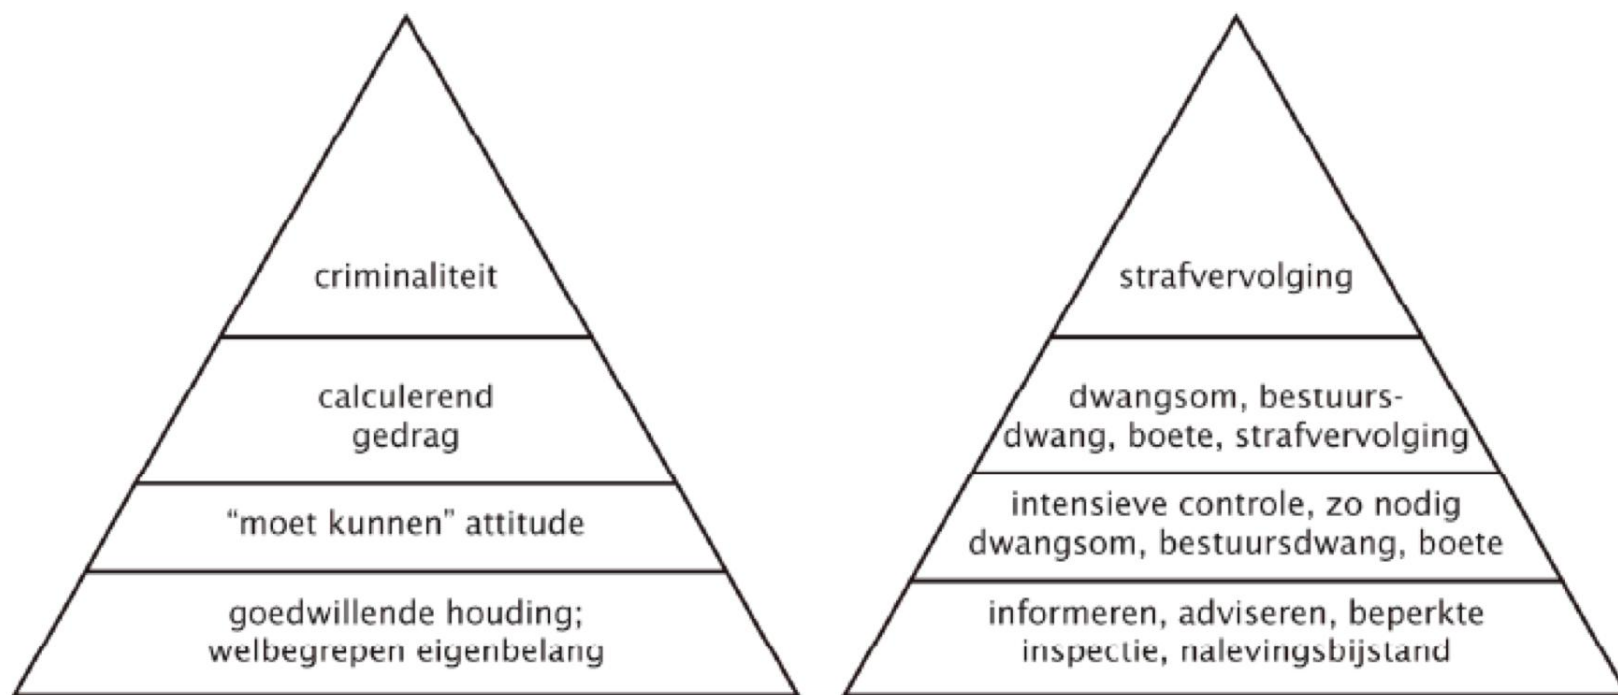 criminaliteit
calculerend
gedrag
“moet kunnen” attitude
goedwillende houding;
welbegrepen eigenbelang
strafvervolging
dwangsom, bestuurs-
dwang, boete, strafvervolging
intensieve controle, zo nodig
dwangsom, bestuursdwang, boete
informeren, adviseren, beperkte
inspectie, nalevingsbijstand